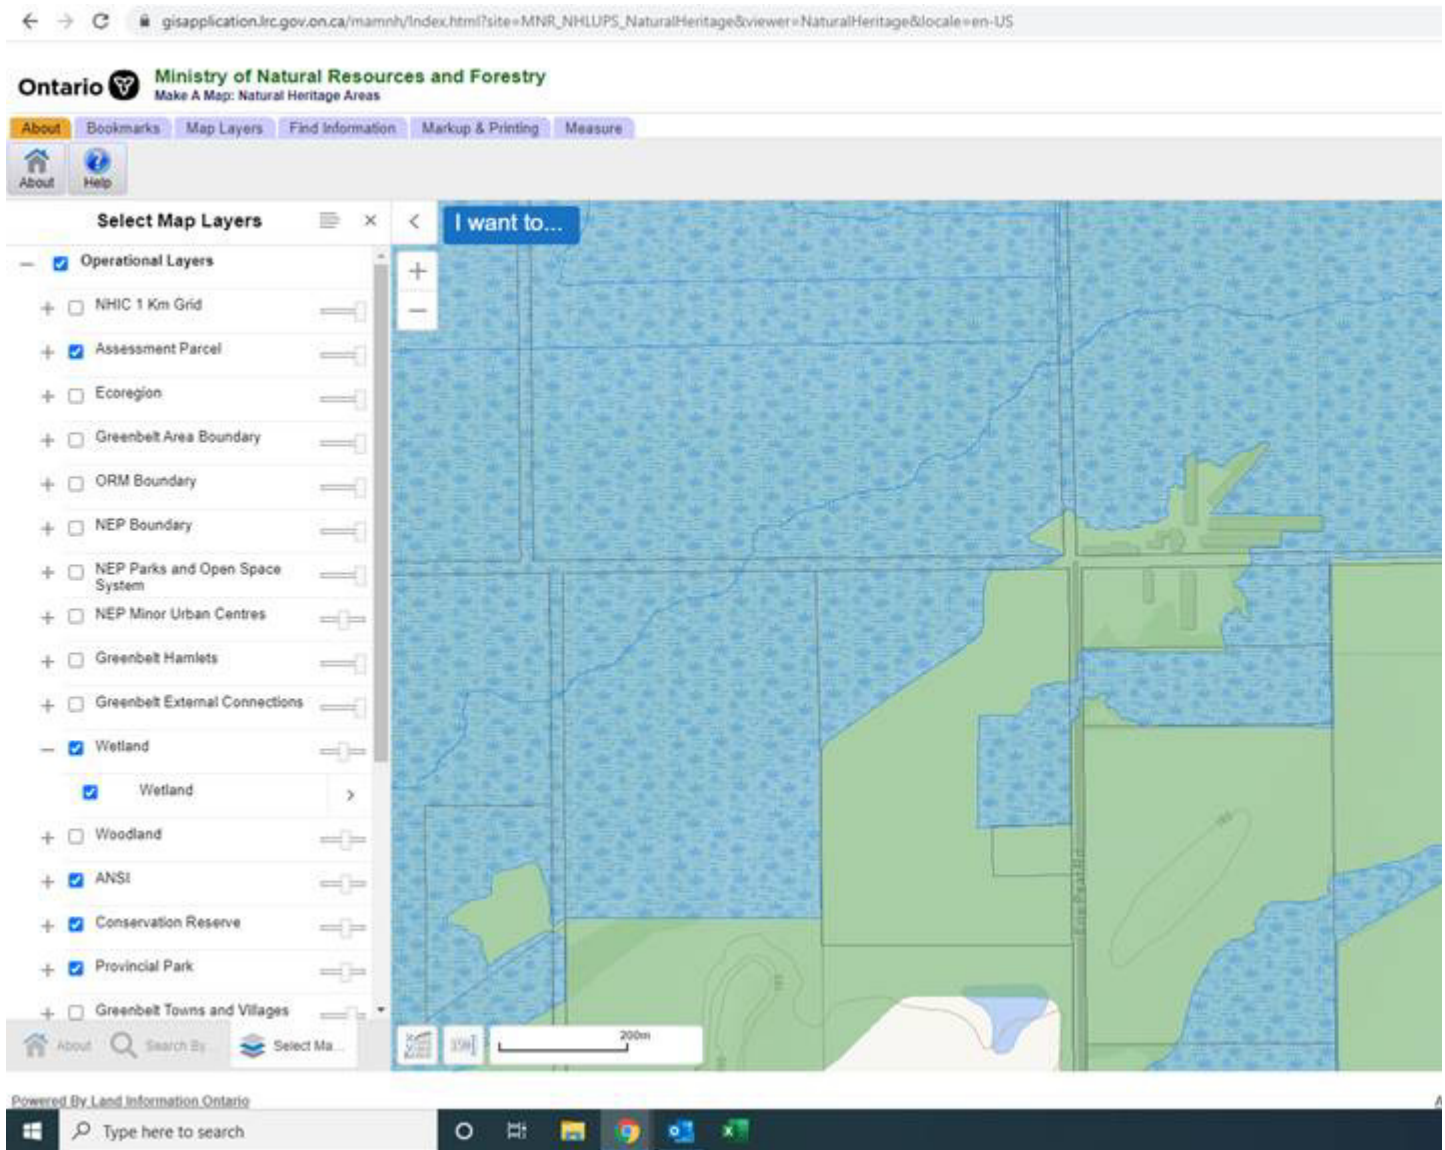 gisapplication.lrc.gov.on.ca/mamnh/Index.html?site=MNR_NHLUPS_NaturalHeritage&viewer=NaturalHeritage&locale=en-US
Ontario
Ministry of Natural Resources and Forestry
Make A Map: Natural Heritage Areas
About Bookmarks Map Layers Find Information Markup & Printing Measure
About Help
Select Map Layers
I want to...
Operational Layers
NHIC 1 Km Grid
Assessment Parcel
Ecoregion
Greenbelt Area Boundary
ORM Boundary
NEP Boundary
NEP Parks and Open Space
System
NEP Minor Urban Centres
Greenbelt Hamlets
Greenbelt External Connections
Wetland
Wetland
Woodland
ANSI
Conservation Reserve
Provincial Park
Greenbelt Towns and Villages
Erie Peat Rd
About Search By... Select Ma...
200m
Powered By Land Information Ontario
Type here to search